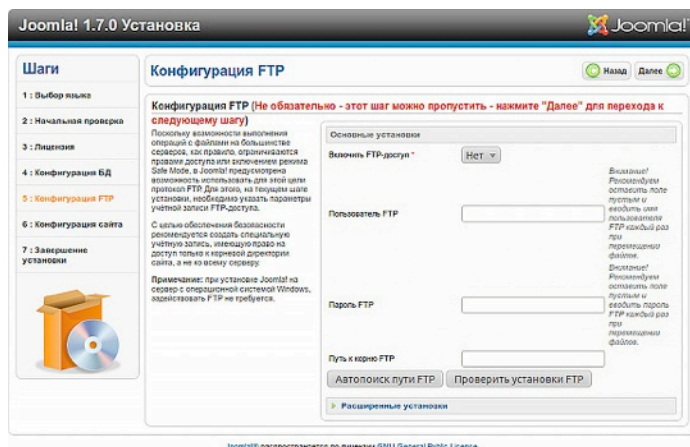 Joomla! 1.7.0 Установка
Joomla!
Шаги
1 : Выбор языка
2 : Начальная проверка
3 : Лицензия
4 : Конфигурация БД
5 : Конфигурация FTP
6 : Конфигурация сайта
7 : Завершение
установки
Конфигурация FTP
Назад
Далее
Конфигурация FTP (Не обязательно - этот шаг можно пропустить - нажмите "Далее" для перехода к
следующему шагу)
Поскольку возможности выполнения
операций с файлами на большинстве
серверов, как правило, ограничиваются
правами доступа или включением режима
Safe Mode, в Joomla! предусмотрена
возможность использовать для этой цели
протокол FTP. Для этого, на текущем шаге
установки, необходимо указать параметры
учётной записи FTP-доступа.
С целью обеспечения безопасности
рекомендуется создать специальную
учётную запись, имеющую право на
доступ только к корневой директории
сайта, а не ко всему серверу.
Примечание: при установке Joomla! на
сервер с операционной системой Windows,
задействовать FTP не требуется.
Основные установки
Включить FTP-доступ *
Нет
Пользователь FTP
Внимание!
Рекомендуем
оставить поле
пустым и
вводить имя
пользователя
FTP каждый раз
при
перемещении
файлов.
Пароль FTP
Внимание!
Рекомендуем
оставить поле
пустым и
вводить пароль
FTP каждый раз
при
перемещении
файлов.
Путь к корню FTP
Автопоиск пути FTP
Проверить установки FTP
Расширенные установки
Joomla!® распространяется по лицензии GNU General Public License.